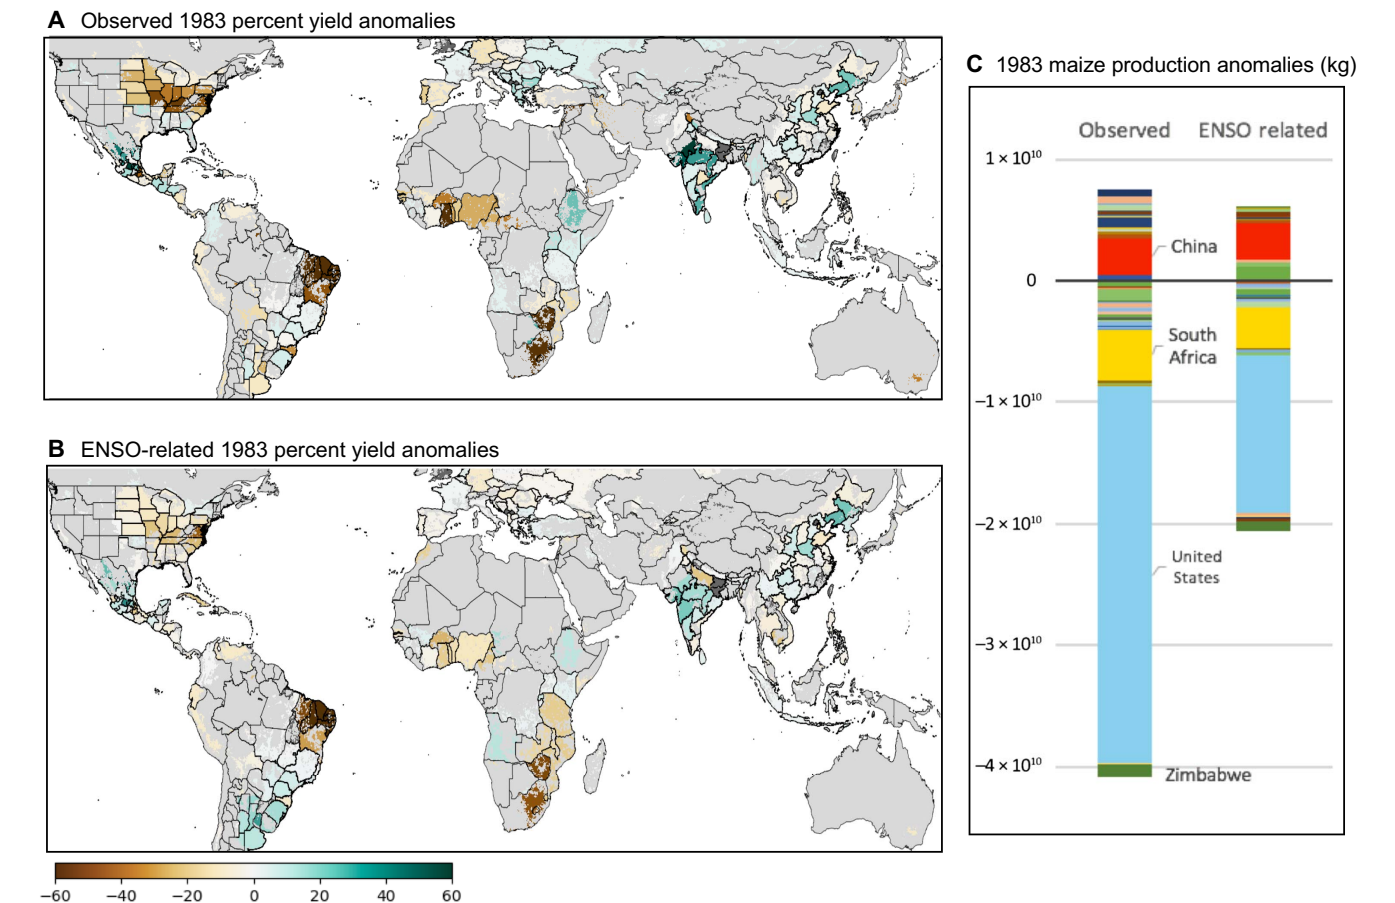 A Observed 1983 percent yield anomalies
B ENSO-related 1983 percent yield anomalies
−60 −40 −20 0 20 40 60
C 1983 maize production anomalies (kg)
Observed ENSO related
1 × 10¹⁰
China
0
South
Africa
−1 × 10¹⁰
−2 × 10¹⁰
United
States
−3 × 10¹⁰
−4 × 10¹⁰
Zimbabwe